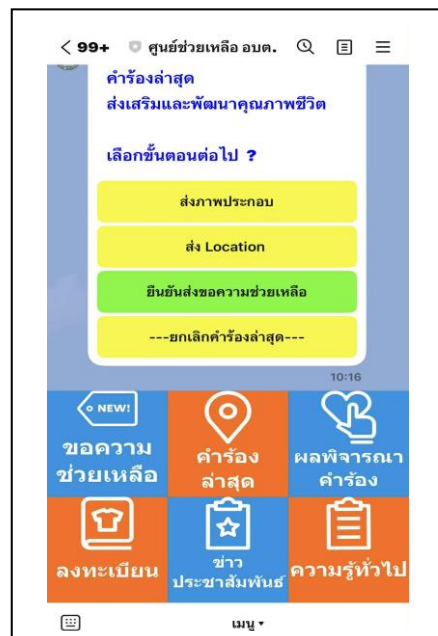 99+ ศูนย์ช่วยเหลือ อบต.
คำร้องล่าสุด
ส่งเสริมและพัฒนาคุณภาพชีวิต
เลือกขั้นตอนต่อไป ?
ส่งภาพประกอบ
ส่ง Location
ยืนยันส่งขอความช่วยเหลือ
---ยกเลิกคำร้องล่าสุด---
10:16
NEW!
ขอความ
ช่วยเหลือ
คำร้อง
ล่าสุด
ผลพิจารณา
คำร้อง
ลงทะเบียน
ข่าว
ประชาสัมพันธ์
ความรู้ทั่วไป
เมนู